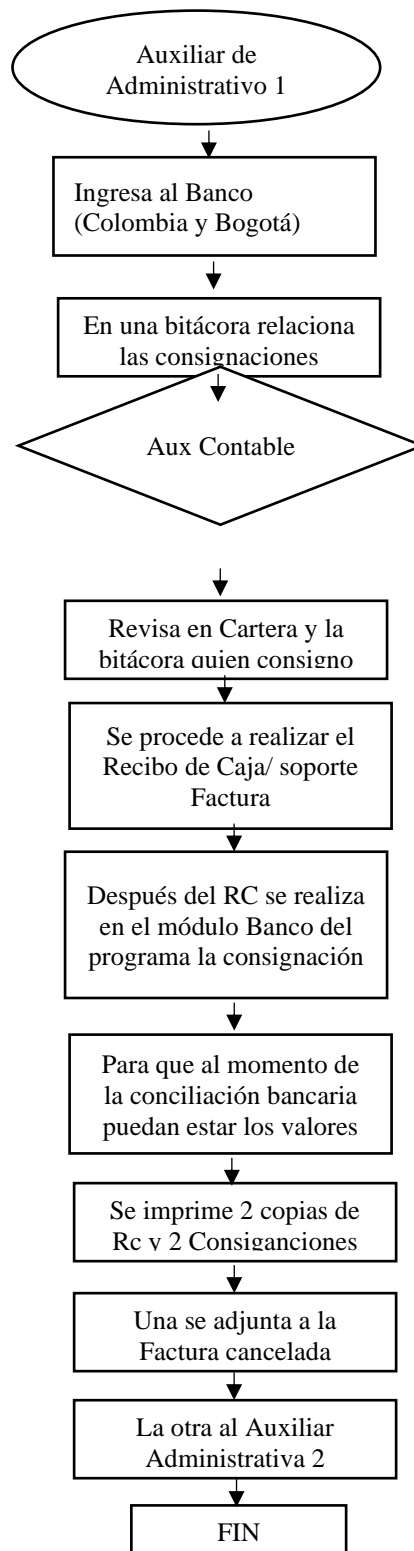 Auxiliar de
Administrativo 1
Ingresa al Banco
(Colombia y Bogotá)
En una bitácora relaciona
las consignaciones
Aux Contable
Revisa en Cartera y la
bitácora quien consigno
Se procede a realizar el
Recibo de Caja/ soporte
Factura
Después del RC se realiza
en el módulo Banco del
programa la consignación
Para que al momento de
la conciliación bancaria
puedan estar los valores
Se imprime 2 copias de
Rc y 2 Consiganciones
Una se adjunta a la
Factura cancelada
La otra al Auxiliar
Administrativa 2
FIN